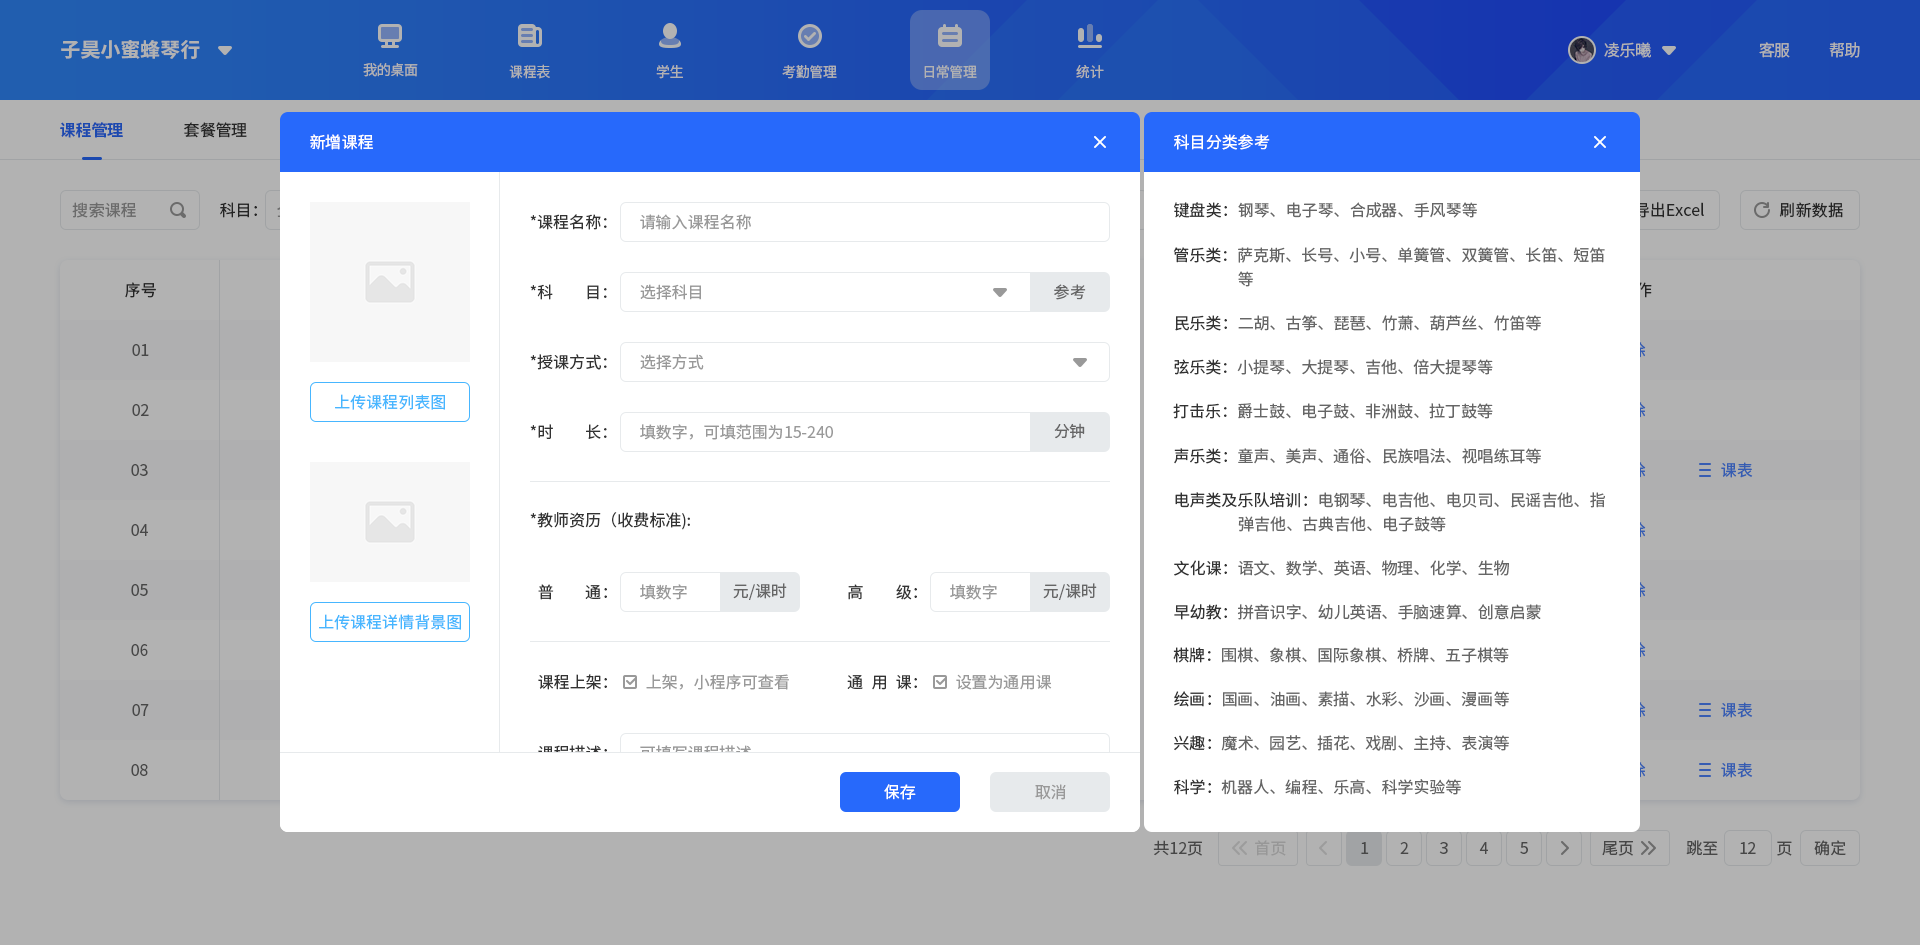 子昊小蜜蜂琴行
我的桌面
课程表
学生
考勤管理
日常管理
统计
凌乐曦
客服
帮助
课程管理
套餐管理
搜索课程
科目：
导出Excel
刷新数据
序号
01
02
03
04
05
06
07
08
课表
课表
课表
新增课程
上传课程列表图
上传课程详情背景图
*课程名称：
请输入课程名称
*科 目：
选择科目
参考
*授课方式：
选择方式
*时 长：
填数字，可填范围为15-240
分钟
*教师资历（收费标准):
普 通：
填数字
元/课时
高 级：
填数字
元/课时
课程上架：
上架，小程序可查看
通 用 课：
设置为通用课
课程描述：
可填写课程描述
保存
取消
科目分类参考
键盘类：钢琴、电子琴、合成器、手风琴等
管乐类：萨克斯、长号、小号、单簧管、双簧管、长笛、短笛
等
民乐类：二胡、古筝、琵琶、竹萧、葫芦丝、竹笛等
弦乐类：小提琴、大提琴、吉他、倍大提琴等
打击乐：爵士鼓、电子鼓、非洲鼓、拉丁鼓等
声乐类：童声、美声、通俗、民族唱法、视唱练耳等
电声类及乐队培训：电钢琴、电吉他、电贝司、民谣吉他、指
弹吉他、古典吉他、电子鼓等
文化课：语文、数学、英语、物理、化学、生物
早幼教：拼音识字、幼儿英语、手脑速算、创意启蒙
棋牌：围棋、象棋、国际象棋、桥牌、五子棋等
绘画：国画、油画、素描、水彩、沙画、漫画等
兴趣：魔术、园艺、插花、戏剧、主持、表演等
科学：机器人、编程、乐高、科学实验等
共12页
首页
1
2
3
4
5
尾页
跳至
12
页
确定